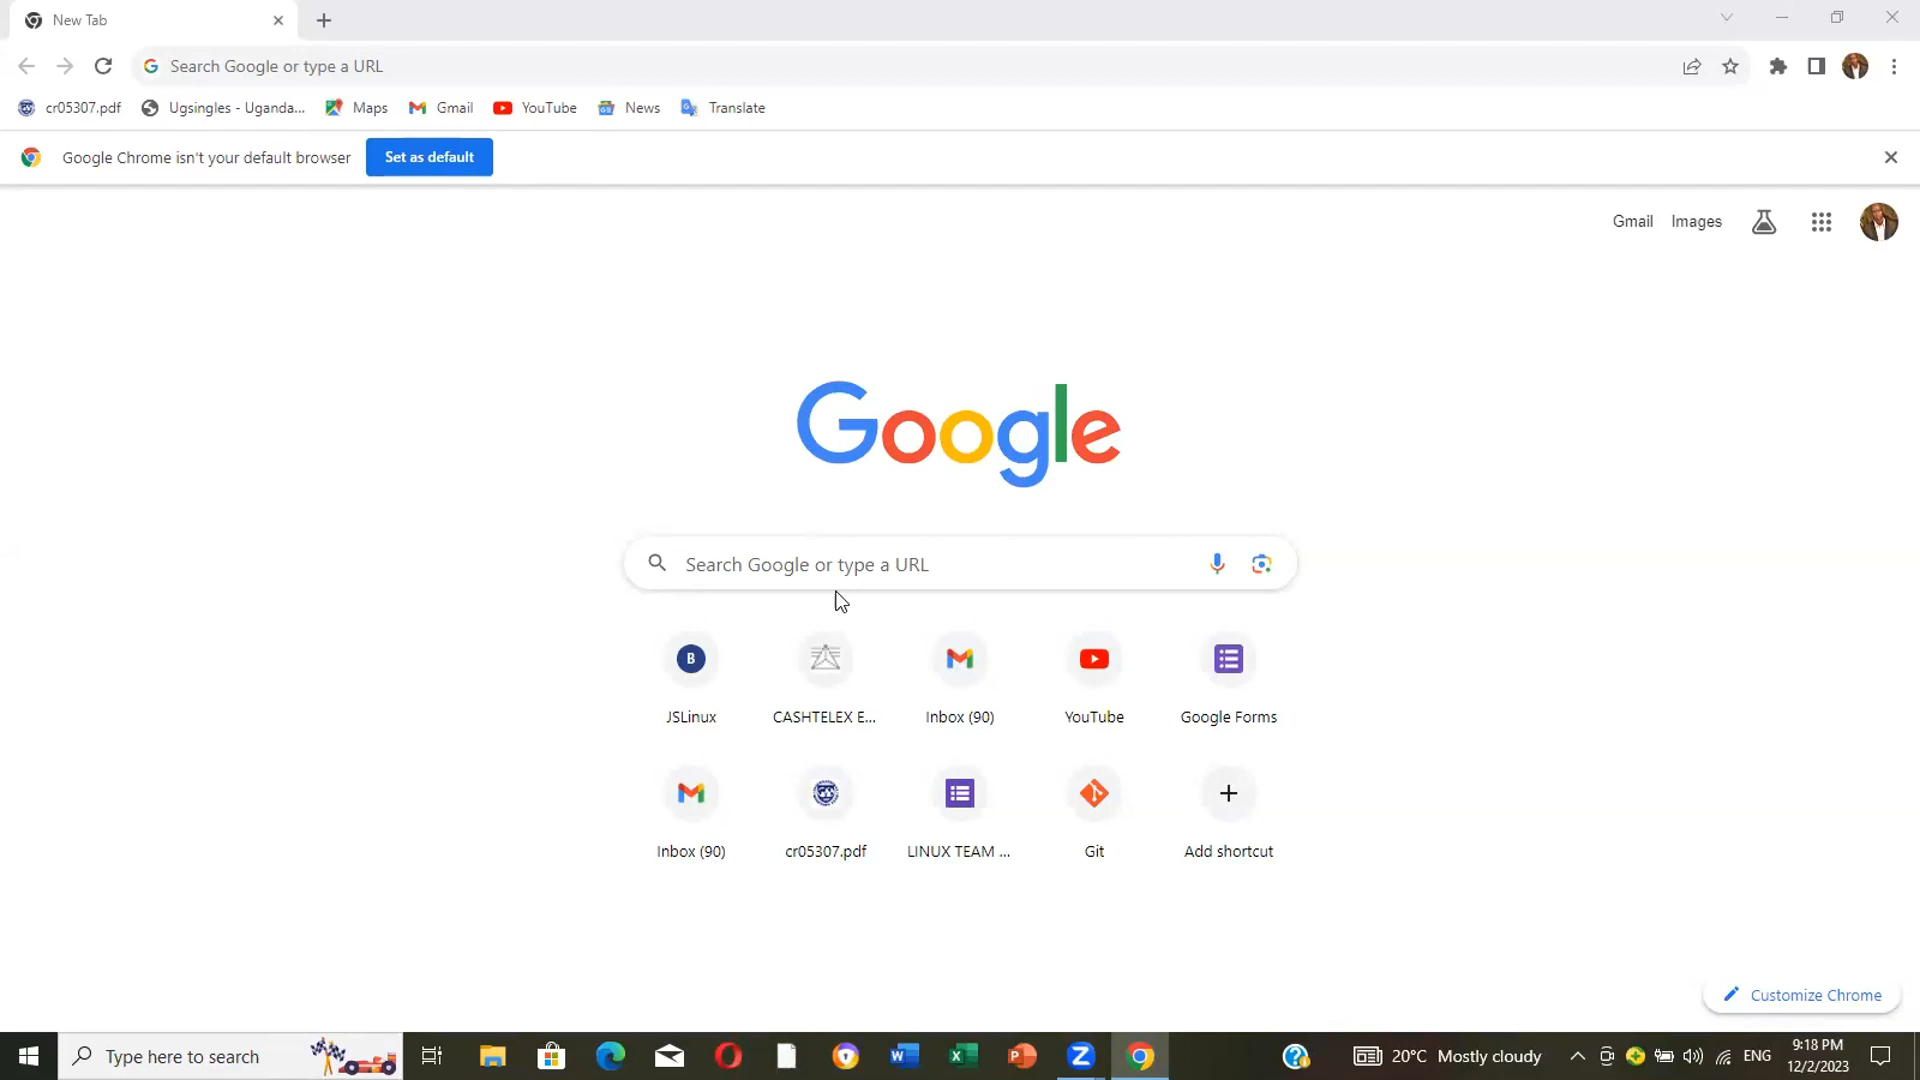 New Tab
Search Google or type a URL
cr05307.pdf Ugsingles - Uganda... Maps Gmail YouTube News Translate
Google Chrome isn't your default browser Set as default
Gmail Images
Google
Search Google or type a URL
B
JSLinux CASHTELEX E... Inbox (90) YouTube Google Forms
Inbox (90) cr05307.pdf LINUX TEAM ... Git Add shortcut
Customize Chrome
Type here to search 20°C Mostly cloudy ENG 9:18 PM
12/2/2023